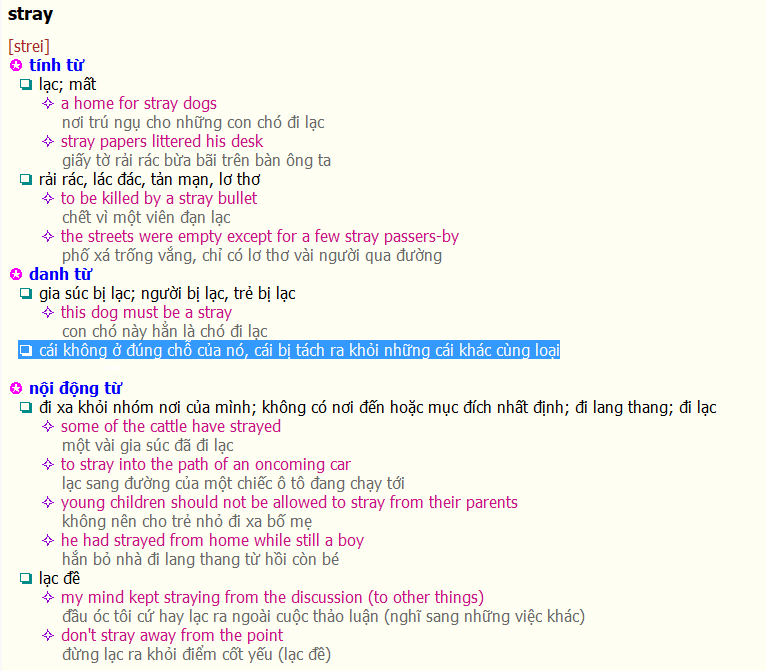 stray
[strei]
tính từ
lạc; mất
a home for stray dogs
nơi trú ngụ cho những con chó đi lạc
stray papers littered his desk
giấy tờ rải rác bừa bãi trên bàn ông ta
rải rác, lác đác, tản mạn, lơ thơ
to be killed by a stray bullet
chết vì một viên đạn lạc
the streets were empty except for a few stray passers-by
phố xá trống vắng, chỉ có lơ thơ vài người qua đường
danh từ
gia súc bị lạc; người bị lạc, trẻ bị lạc
this dog must be a stray
con chó này hẳn là chó đi lạc
cái không ở đúng chỗ của nó, cái bị tách ra khỏi những cái khác cùng loại
nội động từ
đi xa khỏi nhóm nơi của mình; không có nơi đến hoặc mục đích nhất định; đi lang thang; đi lạc
some of the cattle have strayed
một vài gia súc đã đi lạc
to stray into the path of an oncoming car
lạc sang đường của một chiếc ô tô đang chạy tới
young children should not be allowed to stray from their parents
không nên cho trẻ nhỏ đi xa bố mẹ
he had strayed from home while still a boy
hắn bỏ nhà đi lang thang từ hồi còn bé
lạc đề
my mind kept straying from the discussion (to other things)
đầu óc tôi cứ hay lạc ra ngoài cuộc thảo luận (nghĩ sang những việc khác)
don't stray away from the point
đừng lạc ra khỏi điểm cốt yếu (lạc đề)